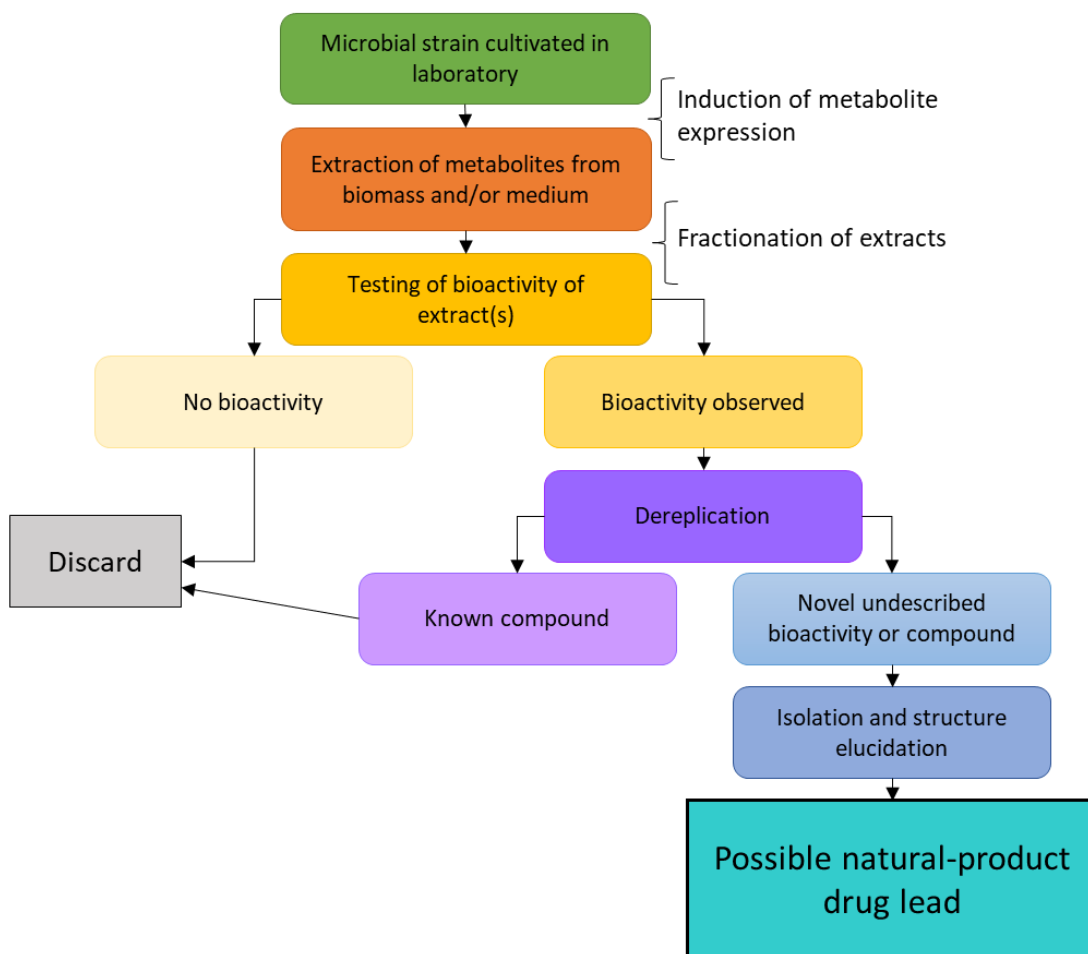 Microbial strain cultivated in
laboratory
Induction of metabolite
expression
Extraction of metabolites from
biomass and/or medium
Fractionation of extracts
Testing of bioactivity of
extract(s)
No bioactivity
Bioactivity observed
Dereplication
Discard
Known compound
Novel undescribed
bioactivity or compound
Isolation and structure
elucidation
Possible natural-product
drug lead